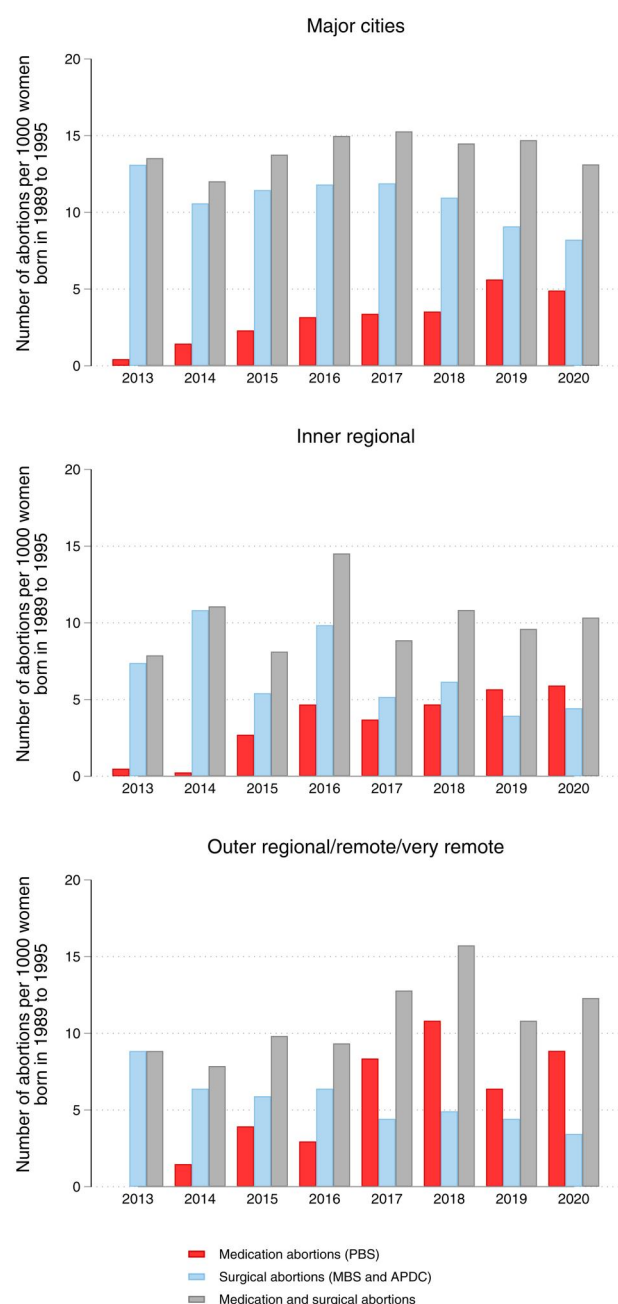 Major cities
Number of abortions per 1000 women
born in 1989 to 1995
20
15
10
5
0
2013 2014 2015 2016 2017 2018 2019 2020
Inner regional
Number of abortions per 1000 women
born in 1989 to 1995
20
15
10
5
0
2013 2014 2015 2016 2017 2018 2019 2020
Outer regional/remote/very remote
Number of abortions per 1000 women
born in 1989 to 1995
20
15
10
5
0
2013 2014 2015 2016 2017 2018 2019 2020
Medication abortions (PBS)
Surgical abortions (MBS and APDC)
Medication and surgical abortions